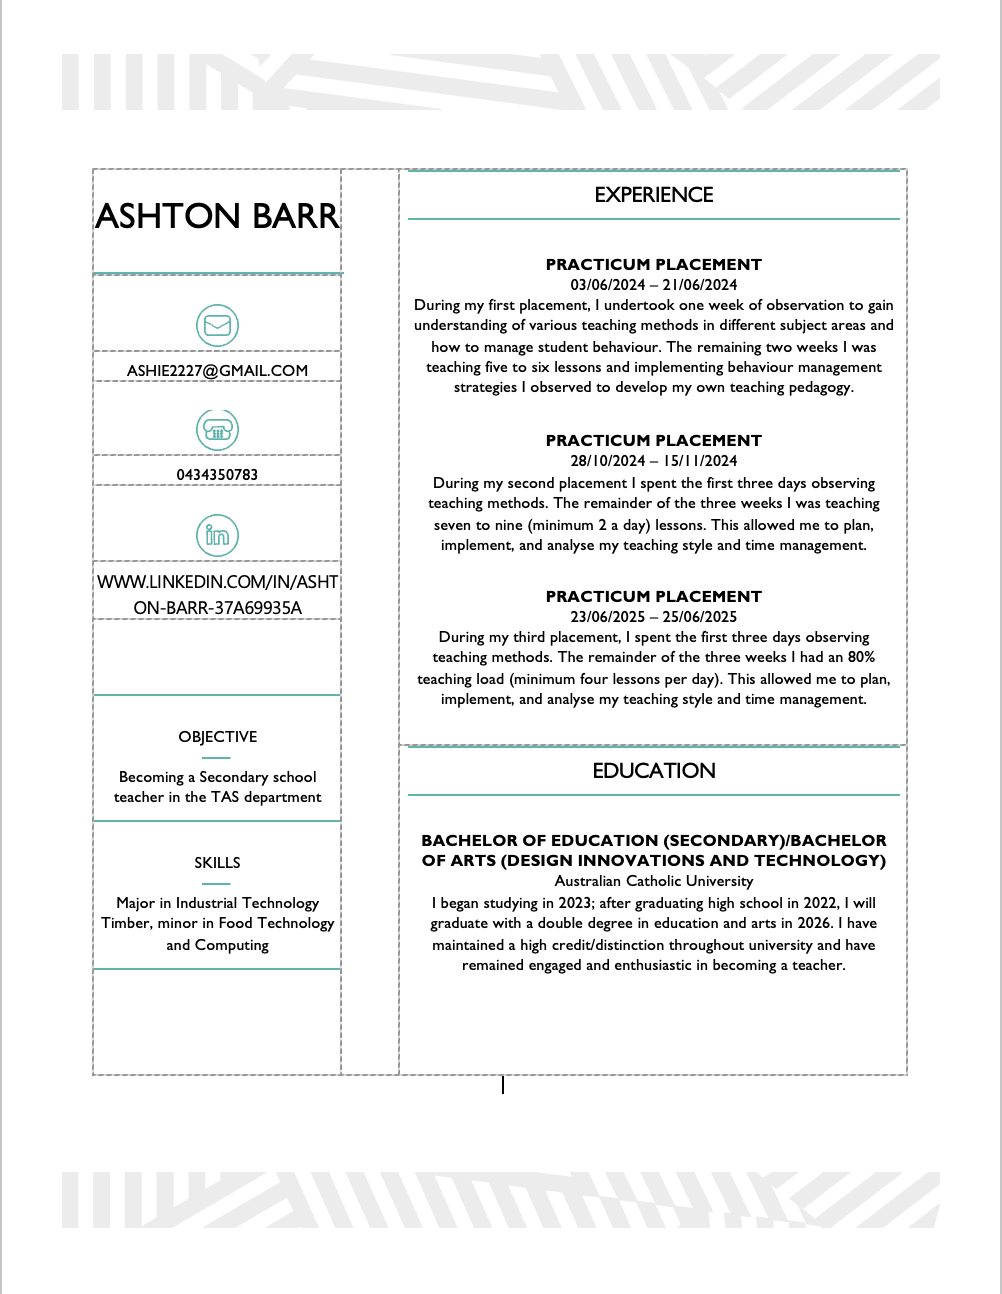 ASHTON BARR
ASHIE2227@GMAIL.COM
0434350783
in
WWW.LINKEDIN.COM/IN/ASHT
ON-BARR-37A69935A
OBJECTIVE
Becoming a Secondary school
teacher in the TAS department
SKILLS
Major in Industrial Technology
Timber, minor in Food Technology
and Computing
EXPERIENCE
PRACTICUM PLACEMENT
03/06/2024 – 21/06/2024
During my first placement, I undertook one week of observation to gain
understanding of various teaching methods in different subject areas and
how to manage student behaviour. The remaining two weeks I was
teaching five to six lessons and implementing behaviour management
strategies I observed to develop my own teaching pedagogy.
PRACTICUM PLACEMENT
28/10/2024 – 15/11/2024
During my second placement I spent the first three days observing
teaching methods. The remainder of the three weeks I was teaching
seven to nine (minimum 2 a day) lessons. This allowed me to plan,
implement, and analyse my teaching style and time management.
PRACTICUM PLACEMENT
23/06/2025 – 25/06/2025
During my third placement, I spent the first three days observing
teaching methods. The remainder of the three weeks I had an 80%
teaching load (minimum four lessons per day). This allowed me to plan,
implement, and analyse my teaching style and time management.
EDUCATION
BACHELOR OF EDUCATION (SECONDARY)/BACHELOR
OF ARTS (DESIGN INNOVATIONS AND TECHNOLOGY)
Australian Catholic University
I began studying in 2023; after graduating high school in 2022, I will
graduate with a double degree in education and arts in 2026. I have
maintained a high credit/distinction throughout university and have
remained engaged and enthusiastic in becoming a teacher.